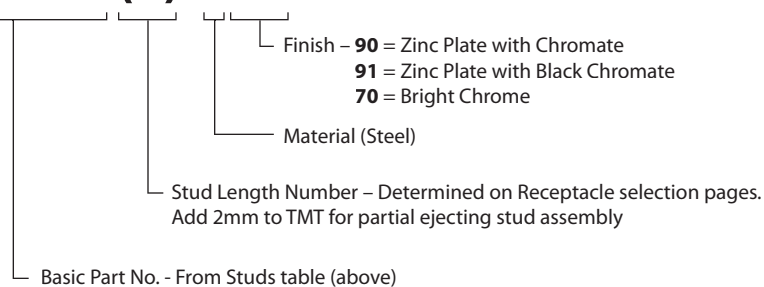 Finish – 90 = Zinc Plate with Chromate
91 = Zinc Plate with Black Chromate
70 = Bright Chrome
Material (Steel)
Stud Length Number – Determined on Receptacle selection pages.
Add 2mm to TMT for partial ejecting stud assembly
Basic Part No. - From Studs table (above)